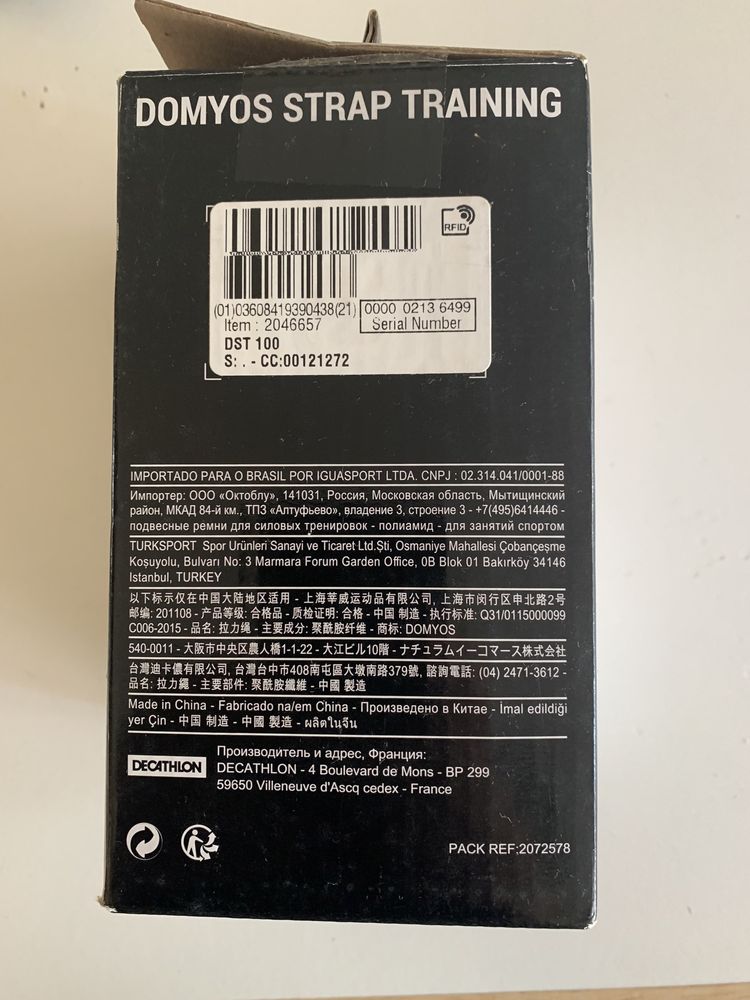 DOMYOS STRAP TRAINING
RFID
(01)03608419390438(21)
0000 0213 6499
Item : 2046657
Serial Number
DST 100
S: . - CC:00121272
IMPORTADO PARA O BRASIL POR IGUASPORT LTDA. CNPJ : 02.314.041/0001-88
Импортер: ООО «Октоблу», 141031, Россия, Московская область, Мытищинский
район, МКАД 84-й км., ТПЗ «Алтуфьево», владение 3, строение 3 - +7(495)6414446 -
подвесные ремни для силовых тренировок - полиамид - для занятий спортом
TURKSPORT Spor Urünleri Sanayi ve Ticaret Ltd.Şti, Osmaniye Mahallesi Çobançeşme
Koşuyolu, Bulvarı No: 3 Marmara Forum Garden Office, 0B Blok 01 Bakırköy 34146
Istanbul, TURKEY
以下标示仅在中国大陆地区适用 - 上海莘威运动品有限公司, 上海市闵行区申北路2号
邮编: 201108 - 产品等级: 合格品 - 质检证明: 合格 - 中国 制造 - 执行标准: Q31/0115000099
C006-2015 - 品名: 拉力绳 - 主要成分: 聚酰胺纤维 - 商标: DOMYOS
540-0011 - 大阪市中央区農人橋1-1-22 - 大江ビル10階 - ナチュラムイーコマース株式会社
台灣迪卡儂有限公司, 台灣台中市408南屯區大墩南路379號, 諮詢電話: (04) 2471-3612 -
品名: 拉力繩 - 主要部件: 聚酰胺纖維 - 中國 製造
Made in China - Fabricado na/em China - Произведено в Китае - İmal edildiği
yer Çin - 中国 制造 - 中國 製造 - ผลิตในจีน
DECATHLON
Производитель и адрес, Франция:
DECATHLON - 4 Boulevard de Mons - BP 299
59650 Villeneuve d'Ascq cedex - France
PACK REF:2072578